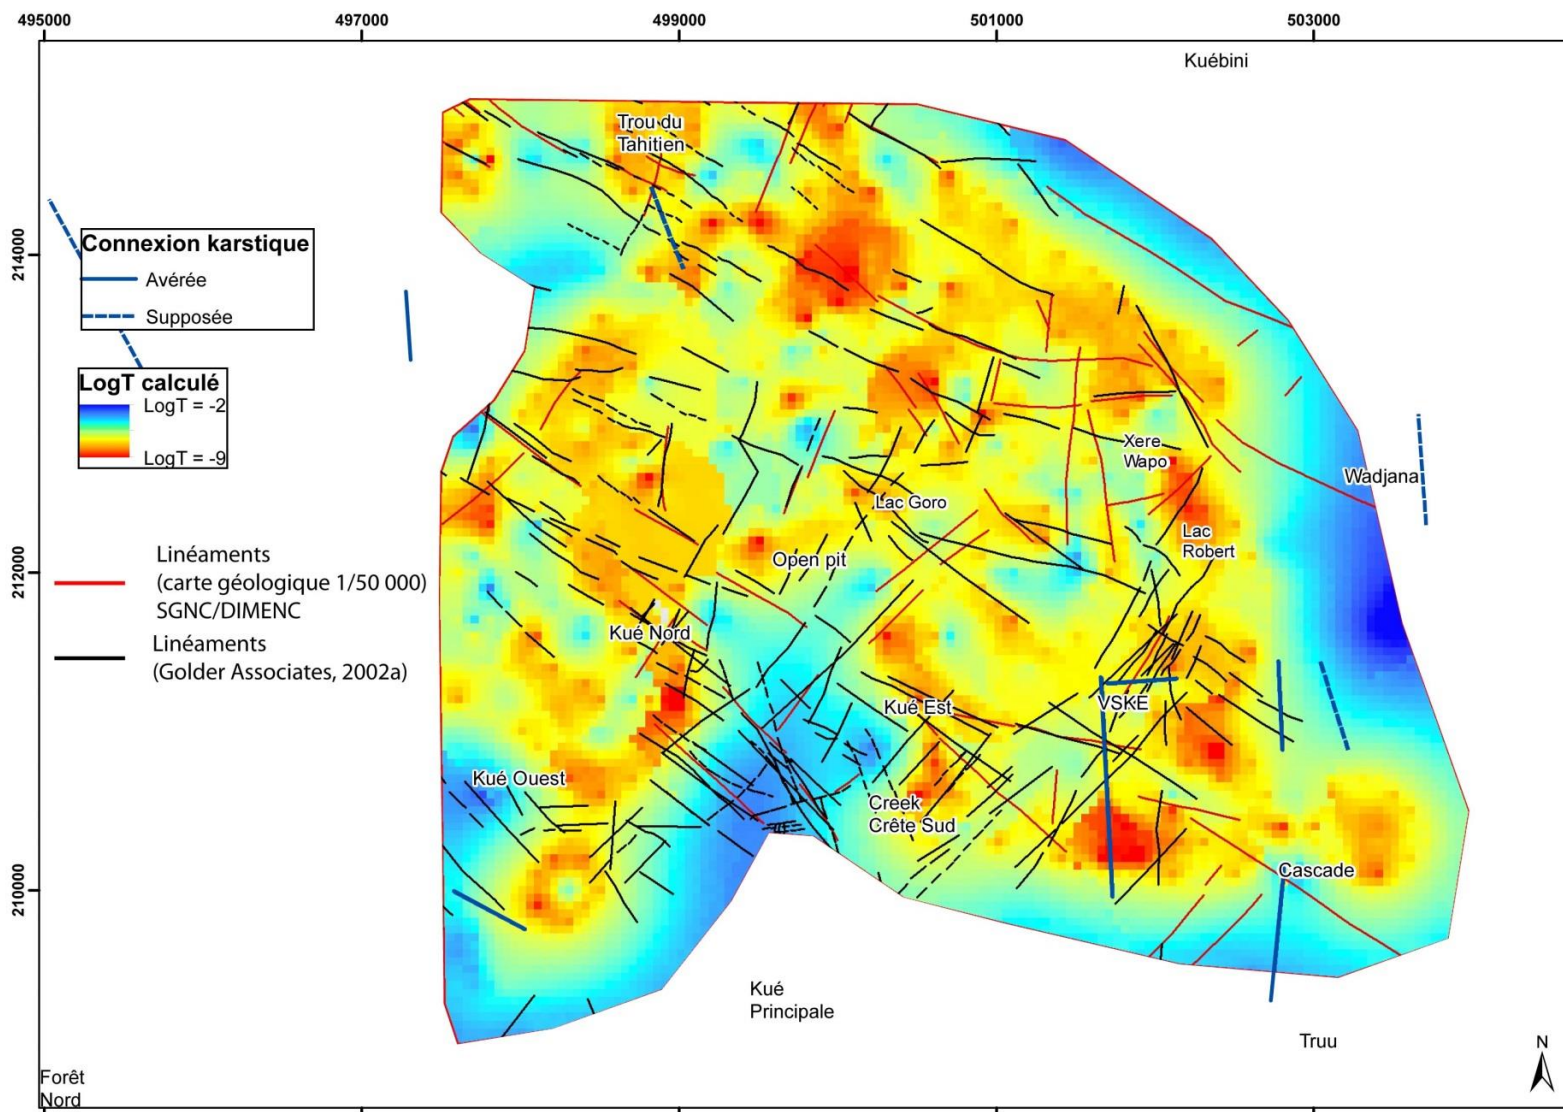 495000
497000
499000
501000
503000
Kuébini
Trou du
Tahitien
214000
Connexion karstique
Avérée
Supposée
LogT calculé
LogT = -2
LogT = -9
Xere
Wapo
Wadjana
Lac Goro
Lac
Robert
Open pit
212000
Linéaments
(carte géologique 1/50 000)
SGNC/DIMENC
Linéaments
(Golder Associates, 2002a)
Kué Nord
Kué Est
VSKE
Kué Ouest
Creek
Crête Sud
210000
Cascade
Kué
Principale
Truu
N
Forêt
Nord